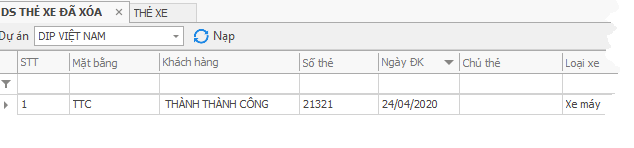 DS THẺ XE ĐÃ XÓA × THẺ XE
Dự án DIP VIỆT NAM Nạp
STT Mặt bằng Khách hàng Số thẻ Ngày ĐK Chủ thẻ Loại xe
1 TTC THÀNH THÀNH CÔNG 21321 24/04/2020 Xe máy